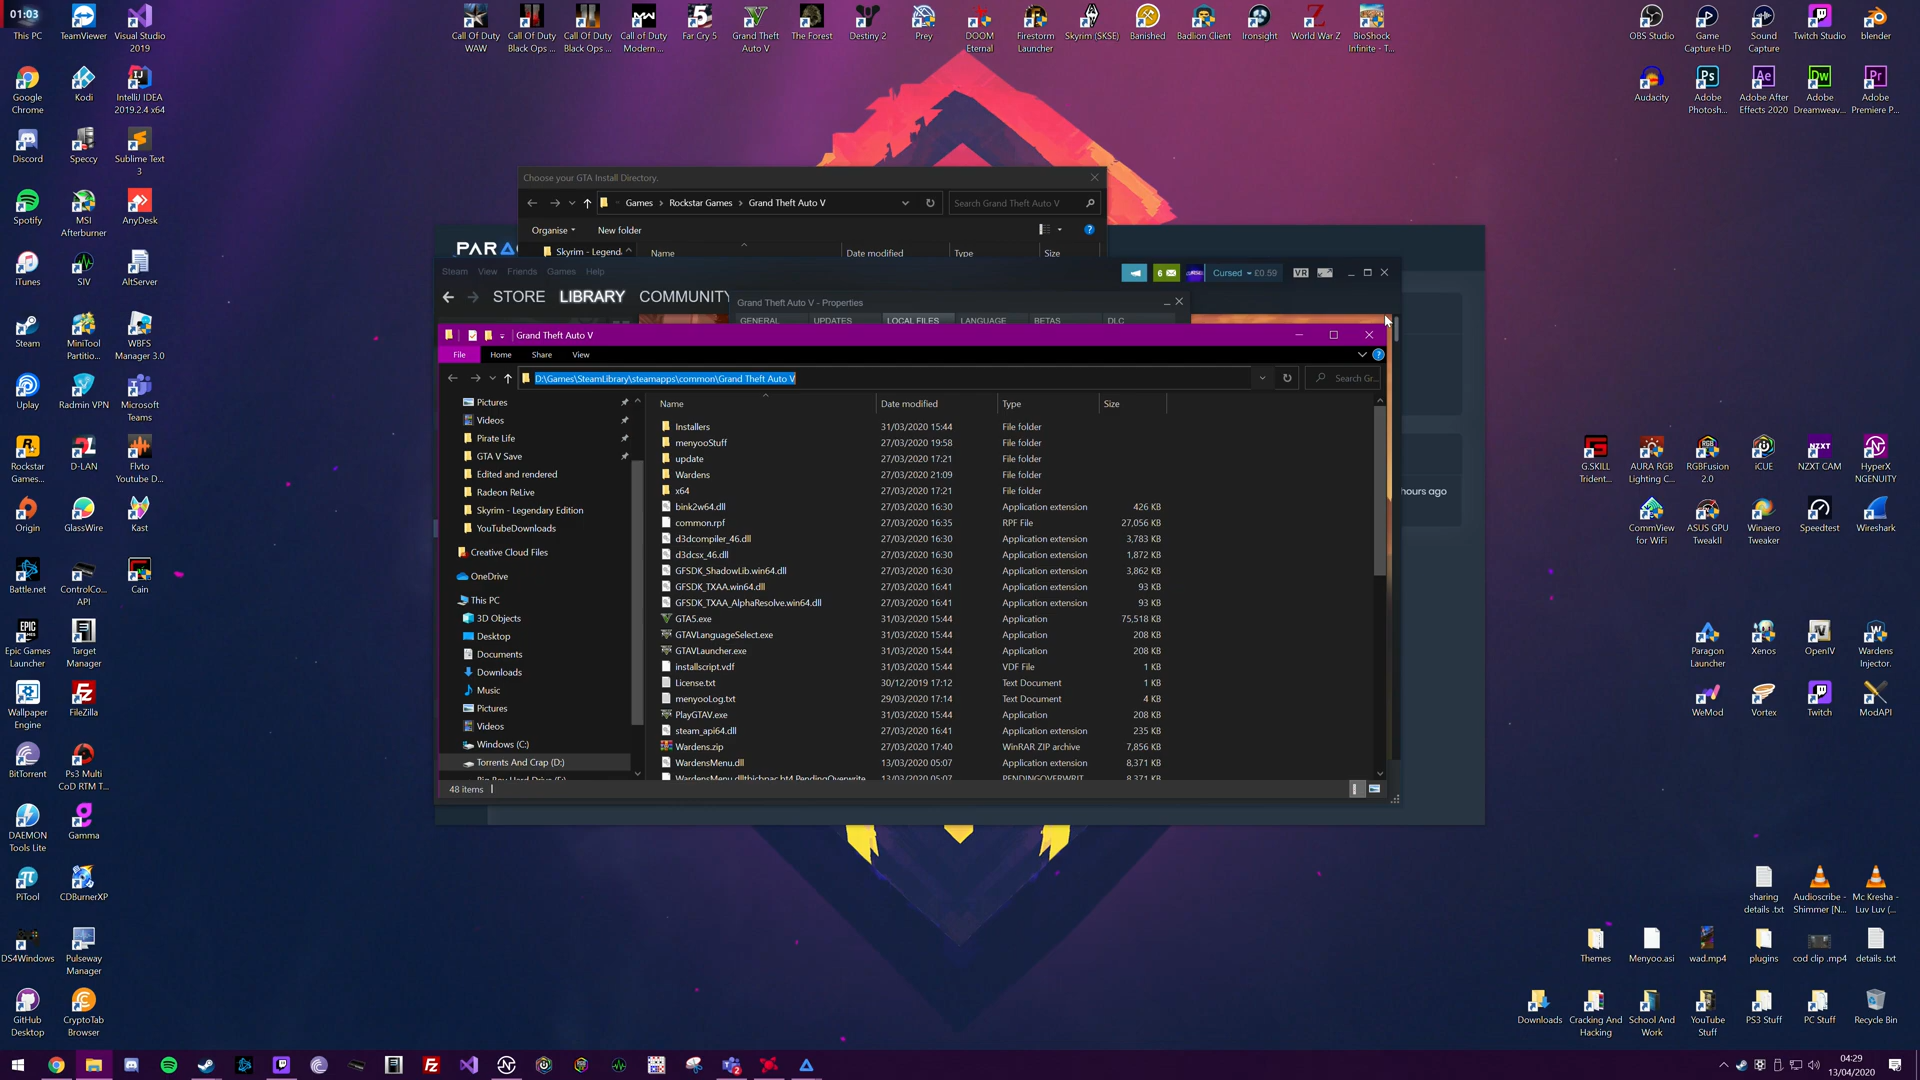 01:03
This PC
TeamViewer
Visual Studio
2019
Google
Chrome
Kodi
IntelliJ IDEA
2019.2.4 x64
Discord
Speccy
Sublime Text
3
Spotify
MSI
Afterburner
AnyDesk
iTunes
SIV
AltServer
Steam
MiniTool
Partitio...
WBFS
Manager 3.0
Uplay
Radmin VPN
Microsoft
Teams
Rockstar
Games...
D-LAN
Flvto
Youtube D...
Origin
GlassWire
Kast
Battle.net
ControlCo...
API
Cain
Epic Games
Launcher
Target
Manager
Wallpaper
Engine
FileZilla
BitTorrent
Ps3 Multi
CoD RTM T...
DAEMON
Tools Lite
Gamma
PiTool
CDBurnerXP
DS4Windows
Pulseway
Manager
GitHub
Desktop
CryptoTab
Browser
Call Of Duty
WAW
Call Of Duty
Black Ops ...
Call Of Duty
Black Ops ...
Call Of Duty
Modern ...
Far Cry 5
Grand Theft
Auto V
The Forest
Destiny 2
Prey
DOOM
Eternal
Firestorm
Launcher
Skyrim (SKSE)
Banished
Badlion Client
Ironsight
World War Z
BioShock
Infinite - T...
OBS Studio
Game
Capture HD
Sound
Capture
Twitch Studio
blender
Audacity
Adobe
Photosh...
Adobe After
Effects 2020
Adobe
Dreamweav...
Adobe
Premiere P...
Choose your GTA Install Directory.
Games > Rockstar Games > Grand Theft Auto V
Search Grand Theft Auto V
Organise
New folder
Skyrim - Legend
Name
Date modified
Type
Size
Steam View Friends Games Help
6
Cursed
£0.59
VR
STORE LIBRARY COMMUNITY
Grand Theft Auto V - Properties
GENERAL UPDATES LOCAL FILES LANGUAGE BETAS DLC
Grand Theft Auto V
File Home Share View
D:\Games\SteamLibrary\steamapps\common\Grand Theft Auto V
Search Gr...
Pictures
Videos
Pirate Life
GTA V Save
Edited and rendered
Radeon ReLive
Skyrim - Legendary Edition
YouTubeDownloads
Creative Cloud Files
OneDrive
This PC
3D Objects
Desktop
Documents
Downloads
Music
Pictures
Videos
Windows (C:)
Torrents And Crap (D:)
Name Date modified Type Size
Installers 31/03/2020 15:44 File folder
menyooStuff 27/03/2020 19:58 File folder
update 27/03/2020 17:21 File folder
Wardens 27/03/2020 21:09 File folder
x64 27/03/2020 17:21 File folder
bink2w64.dll 27/03/2020 16:30 Application extension 426 KB
common.rpf 27/03/2020 16:35 RPF File 27,056 KB
d3dcompiler_46.dll 27/03/2020 16:30 Application extension 3,783 KB
d3dcsx_46.dll 27/03/2020 16:30 Application extension 1,872 KB
GFSDK_ShadowLib.win64.dll 27/03/2020 16:30 Application extension 3,862 KB
GFSDK_TXAA.win64.dll 27/03/2020 16:41 Application extension 93 KB
GFSDK_TXAA_AlphaResolve.win64.dll 27/03/2020 16:41 Application extension 93 KB
GTA5.exe 31/03/2020 15:44 Application 75,518 KB
GTAVLanguageSelect.exe 31/03/2020 15:44 Application 208 KB
GTAVLauncher.exe 31/03/2020 15:44 Application 208 KB
installscript.vdf 31/03/2020 15:44 VDF File 1 KB
License.txt 30/12/2019 17:12 Text Document 1 KB
menyooLog.txt 29/03/2020 17:14 Text Document 4 KB
PlayGTAV.exe 31/03/2020 15:44 Application 208 KB
steam_api64.dll 27/03/2020 16:41 Application extension 235 KB
Wardens.zip 27/03/2020 17:40 WinRAR ZIP archive 7,856 KB
WardensMenu.dll 13/03/2020 05:07 Application extension 8,371 KB
48 items
hours ago
G.SKILL
Trident...
AURA RGB
Lighting C...
RGBFusion
2.0
iCUE
NZXT CAM
HyperX
NGENUITY
CommView
for WiFi
ASUS GPU
TweakII
Winaero
Tweaker
Speedtest
Wireshark
Paragon
Launcher
Xenos
OpenIV
Wardens
Injector.
WeMod
Vortex
Twitch
ModAPI
sharing
details .txt
Audioscribe -
Shimmer [N...
Mc Kresha -
Luv Luv (...
Themes
Menyoo.asi
wad.mp4
plugins
cod clip .mp4
details .txt
Downloads
Cracking And
Hacking
School And
Work
YouTube
Stuff
PS3 Stuff
PC Stuff
Recycle Bin
04:29
13/04/2020